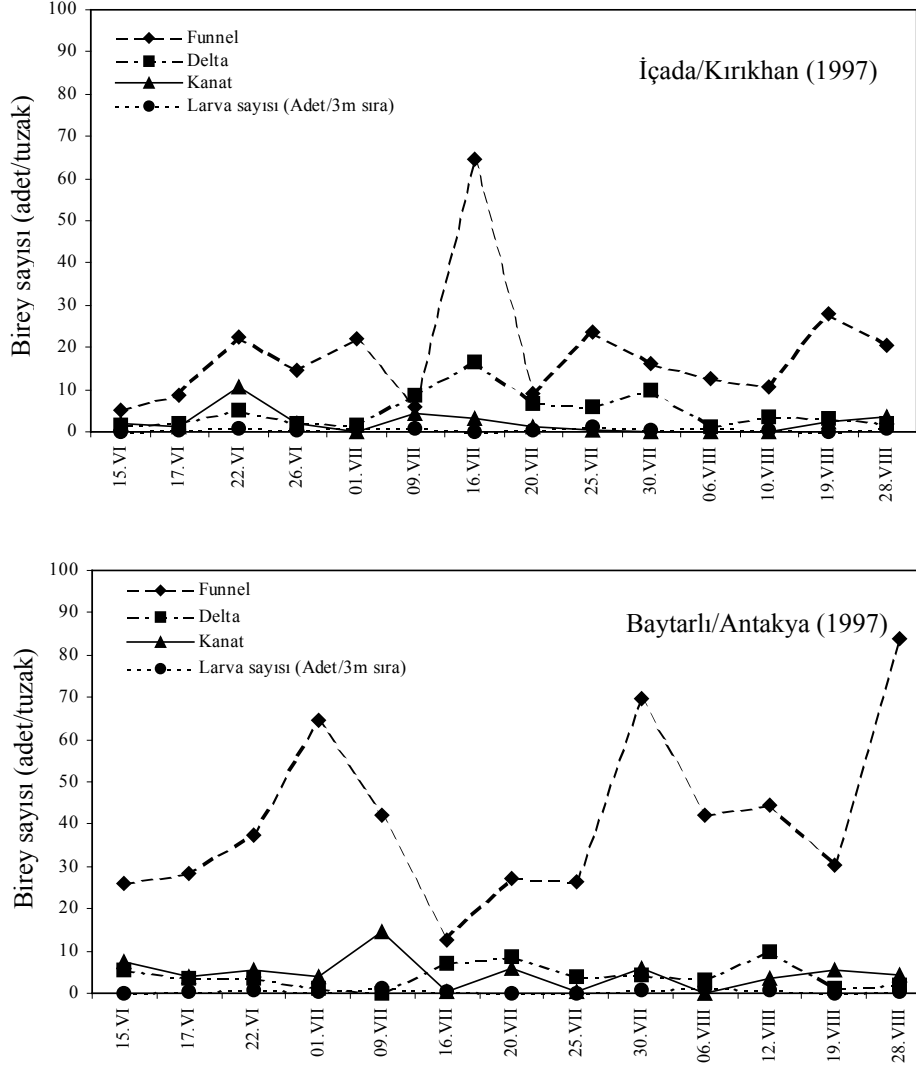 100
90
80
70
60
50
40
30
20
10
0
Birey sayısı (adet/tuzak)
Funnel
Delta
Kanat
Larva sayısı (Adet/3m sıra)
İçada/Kırıkhan (1997)
15.VI
17.VI
22.VI
26.VI
01.VII
09.VII
16.VII
20.VII
25.VII
30.VII
06.VIII
10.VIII
19.VIII
28.VIII
100
90
80
70
60
50
40
30
20
10
0
Birey sayısı (adet/tuzak)
Funnel
Delta
Kanat
Larva sayısı (Adet/3m sıra)
Baytarlı/Antakya (1997)
15.VI
17.VI
22.VI
01.VII
09.VII
16.VII
20.VII
25.VII
30.VII
06.VIII
12.VIII
19.VIII
28.VIII